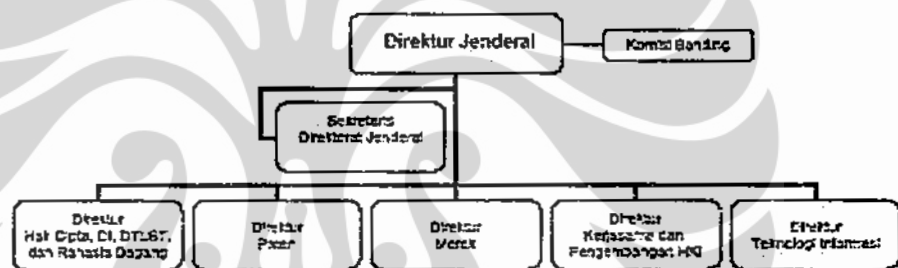 Direktur Jenderal
Komisi Banding
Sekretaris
Direktorat Jenderal
Direktur
Hak Cipta, DI, DTLST,
dan Rahasia Dagang
Direktur
Paten
Direktur
Merek
Direktur
Kerjasama dan
Pengembangan HKI
Direktur
Teknologi Informasi